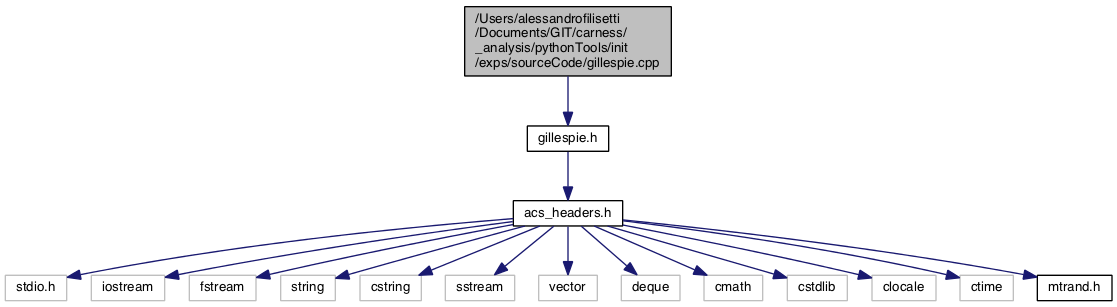 /Users/alessandrofilisetti
/Documents/GIT/carness/
_analysis/pythonTools/init
/exps/sourceCode/gillespie.cpp
gillespie.h
acs_headers.h
stdio.h
iostream
fstream
string
cstring
sstream
vector
deque
cmath
cstdlib
clocale
ctime
mtrand.h